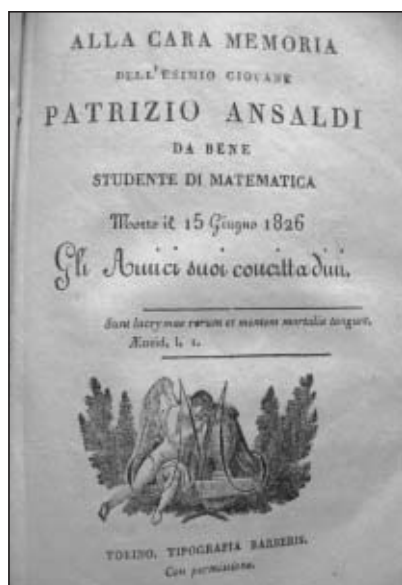 ALLA CARA MEMORIA
DELL'ESIMIO GIOVANE
PATRIZIO ANSALDI
DA BENE
STUDENTE DI MATEMATICA
Morto il 15 Giugno 1826
Gli Amici suoi concittadini.
Sunt lacrymae rerum et mentem mortalia tangunt.
Æneid, l. 1.
TORINO, TIPOGRAFIA BARBERIS.
Con permissione.